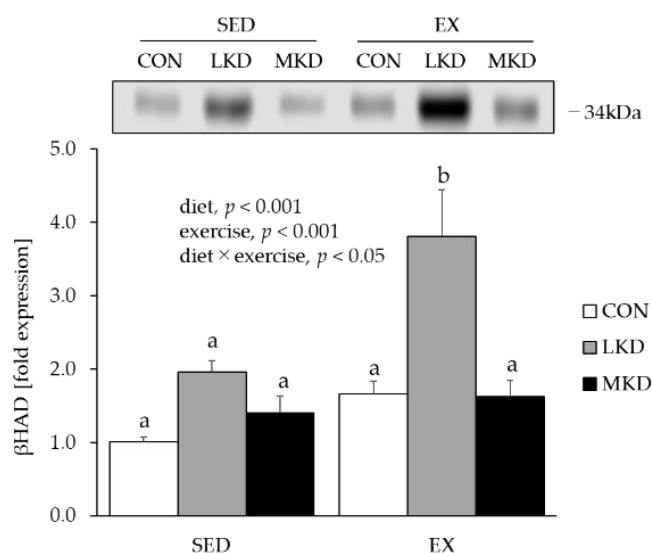 SED EX
CON LKD MKD CON LKD MKD
– 34kDa
5.0
4.0
3.0
2.0
1.0
0.0
βHAD [fold expression]
diet, p < 0.001
exercise, p < 0.001
diet × exercise, p < 0.05
a
a
a
a
b
a
SED EX
CON
LKD
MKD